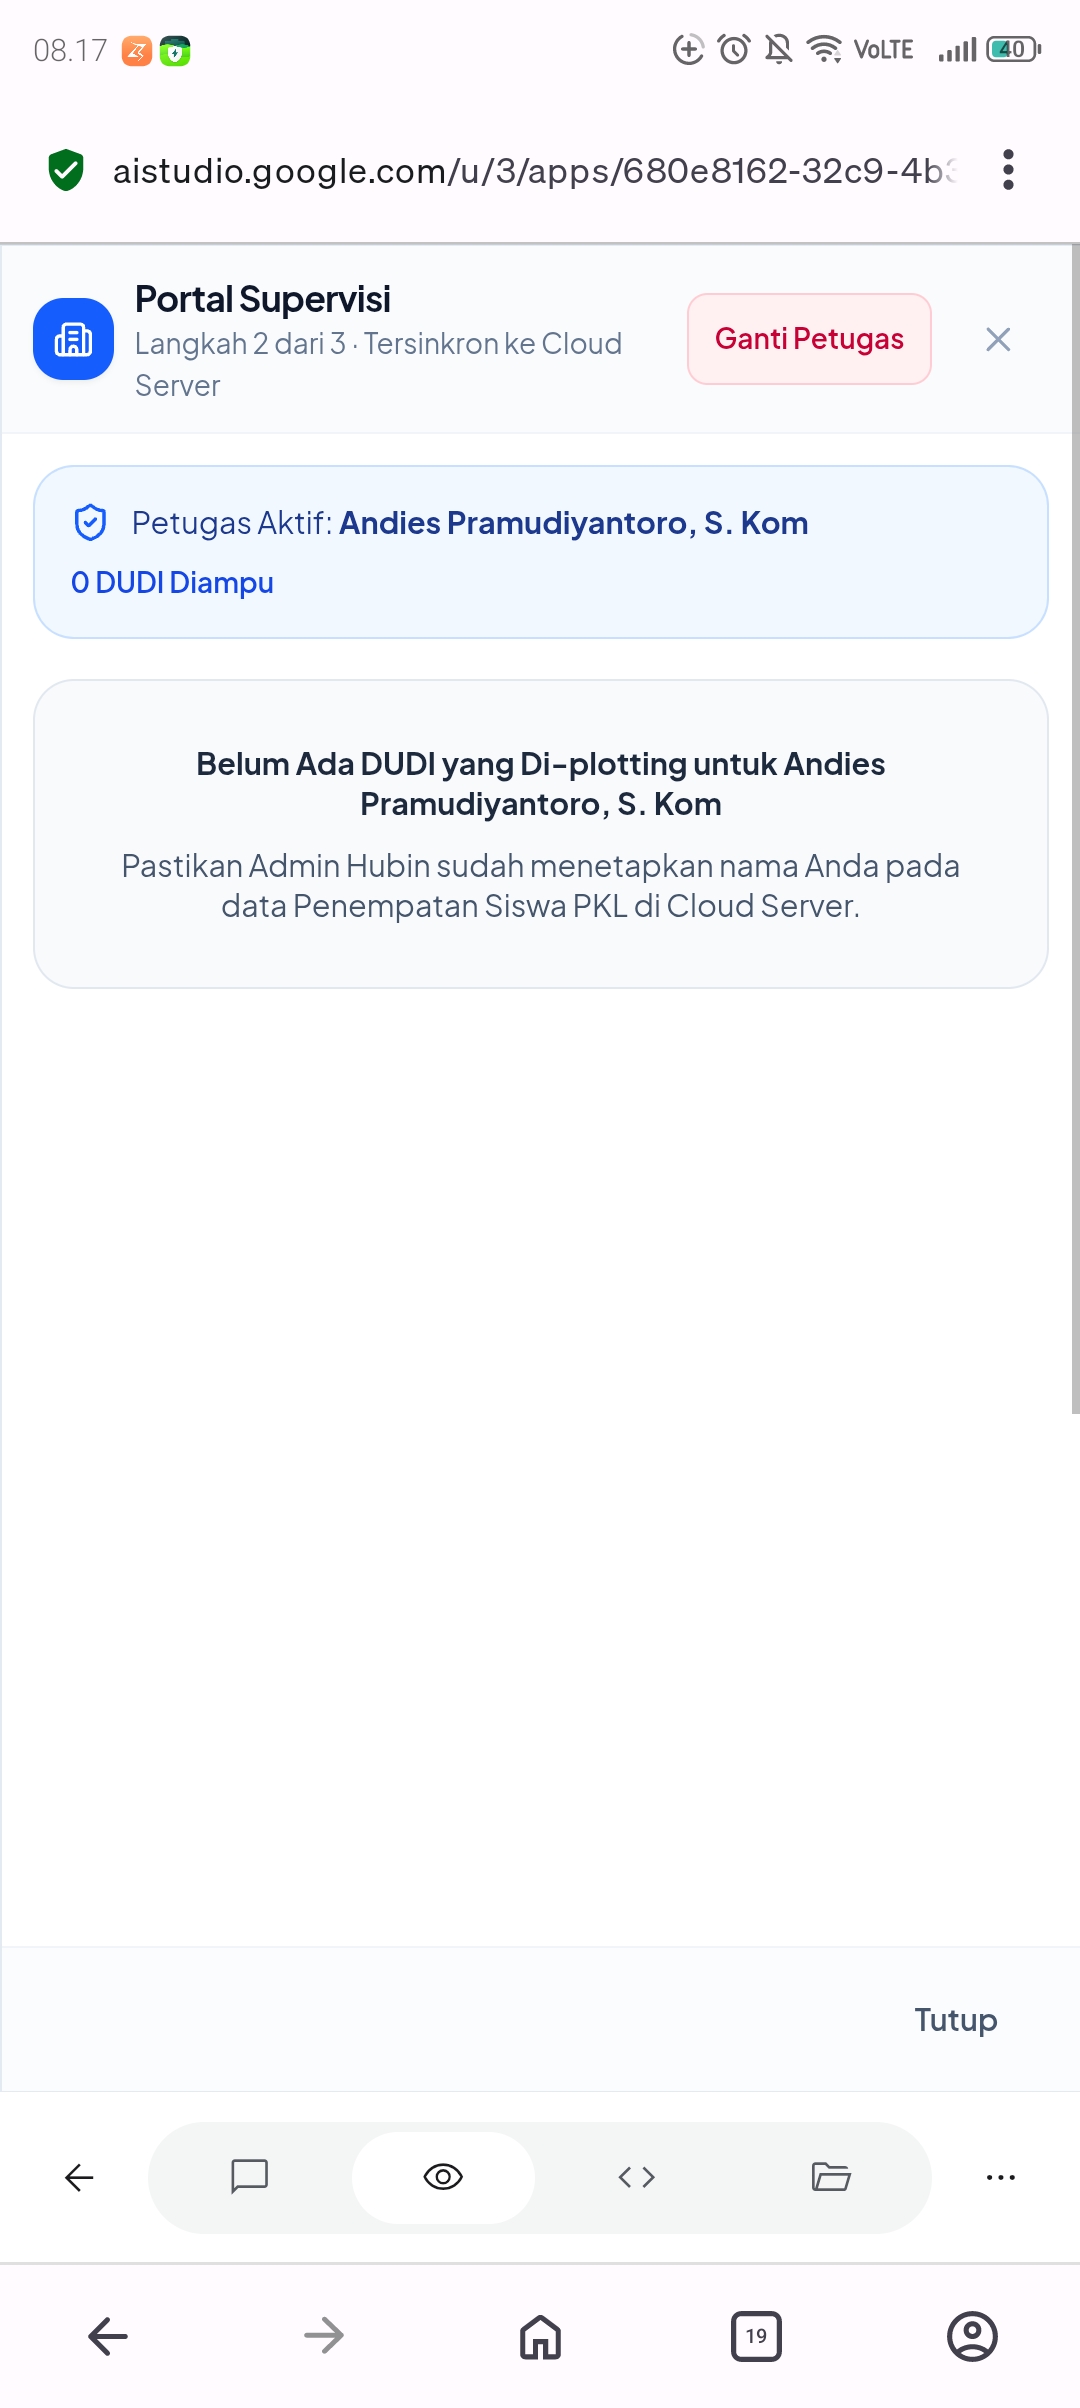 08.17
VoLTE
40
aistudio.google.com/u/3/apps/680e8162-32c9-4b
Portal Supervisi
Langkah 2 dari 3 · Tersinkron ke Cloud
Server
Ganti Petugas
Petugas Aktif: Andies Pramudiyantoro, S. Kom
0 DUDI Diampu
Belum Ada DUDI yang Di-plotting untuk Andies
Pramudiyantoro, S. Kom
Pastikan Admin Hubin sudah menetapkan nama Anda pada
data Penempatan Siswa PKL di Cloud Server.
Tutup
19